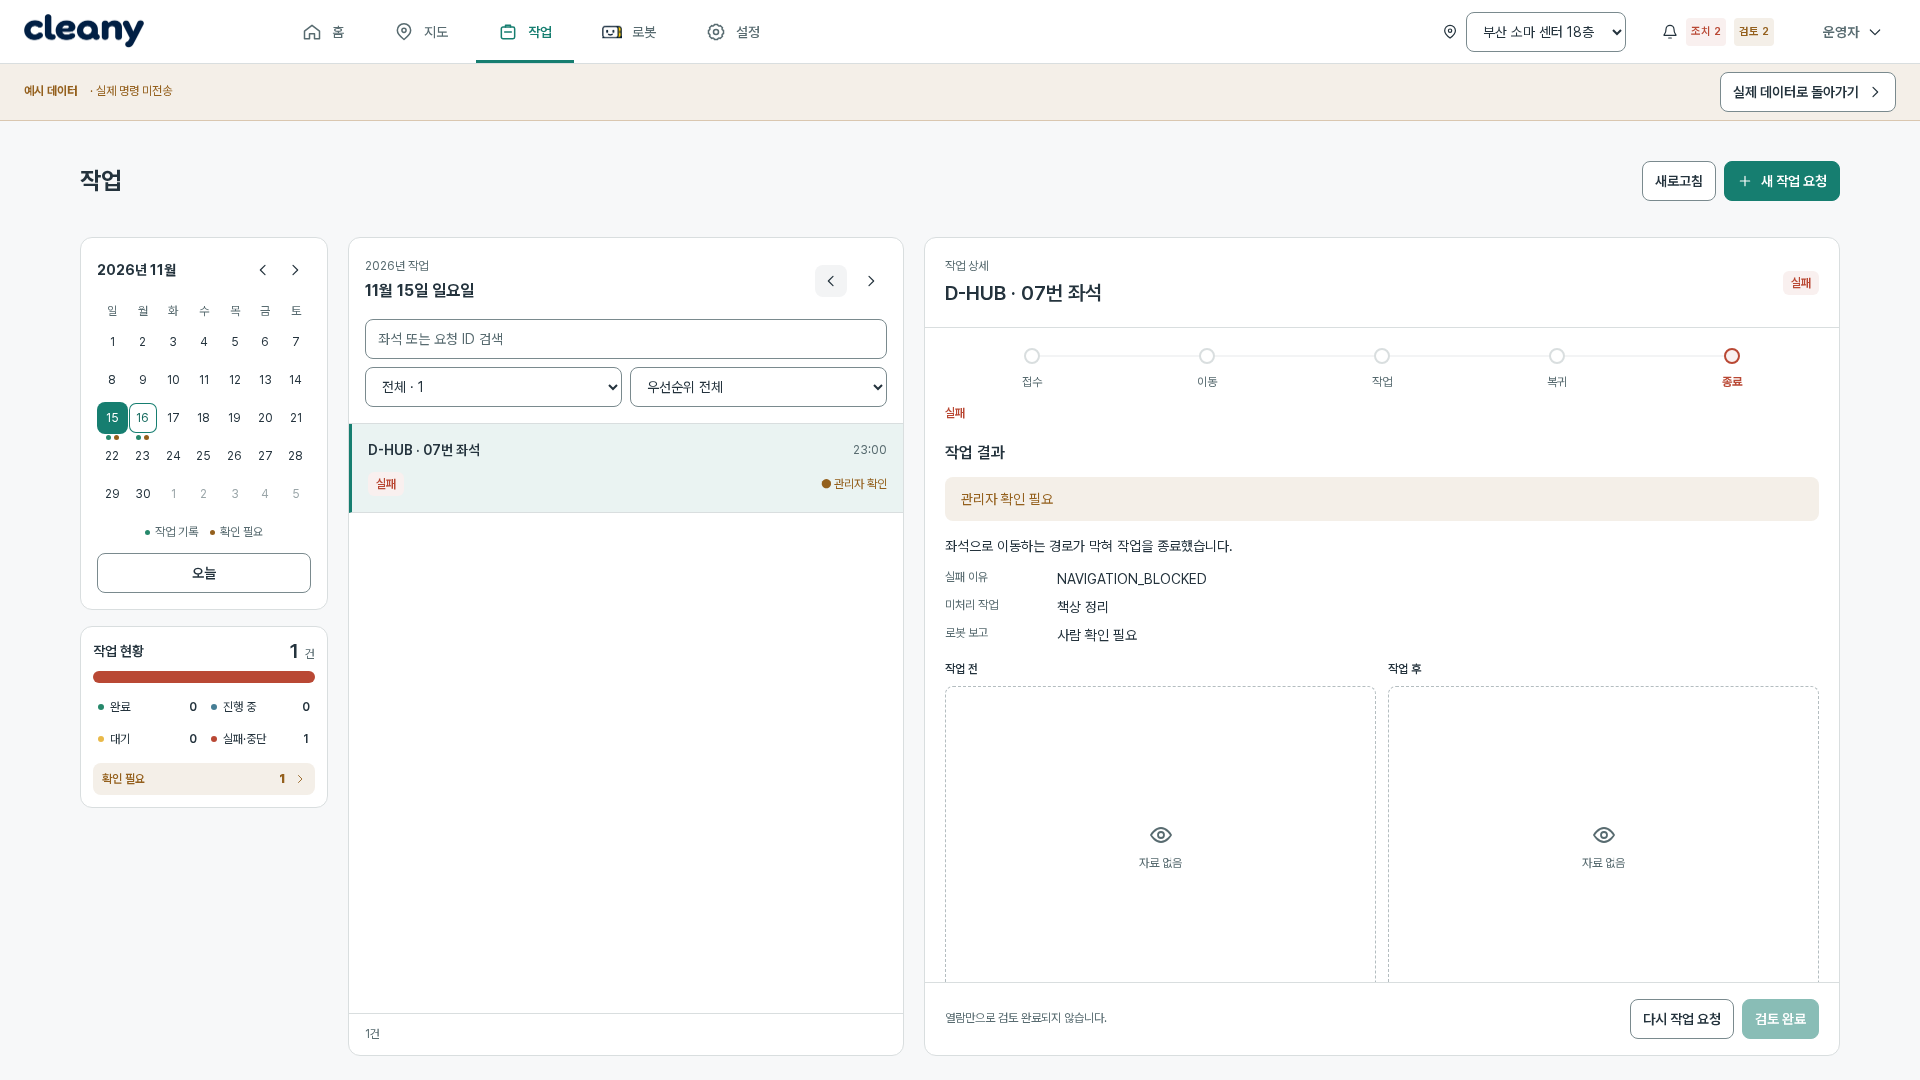 cleany
홈
지도
작업
로봇
설정
부산 소마 센터 18층
조치 2
검토 2
운영자
예시 데이터 · 실제 명령 미전송
실제 데이터로 돌아가기
작업
새로고침
새 작업 요청
2026년 11월
일 월 화 수 목 금 토
1 2 3 4 5 6 7
8 9 10 11 12 13 14
15 16 17 18 19 20 21
22 23 24 25 26 27 28
29 30 1 2 3 4 5
작업 기록 확인 필요
오늘
작업 현황 1 건
완료 0 진행 중 0
대기 0 실패·중단 1
확인 필요 1
2026년 작업
11월 15일 일요일
좌석 또는 요청 ID 검색
전체 · 1
우선순위 전체
D-HUB · 07번 좌석 23:00
실패 관리자 확인
1건
작업 상세
D-HUB · 07번 좌석
실패
접수 이동 작업 복귀 종료
실패
작업 결과
관리자 확인 필요
좌석으로 이동하는 경로가 막혀 작업을 종료했습니다.
실패 이유 NAVIGATION_BLOCKED
미처리 작업 책상 정리
로봇 보고 사람 확인 필요
작업 전 작업 후
자료 없음 자료 없음
열람만으로 검토 완료되지 않습니다.
다시 작업 요청
검토 완료